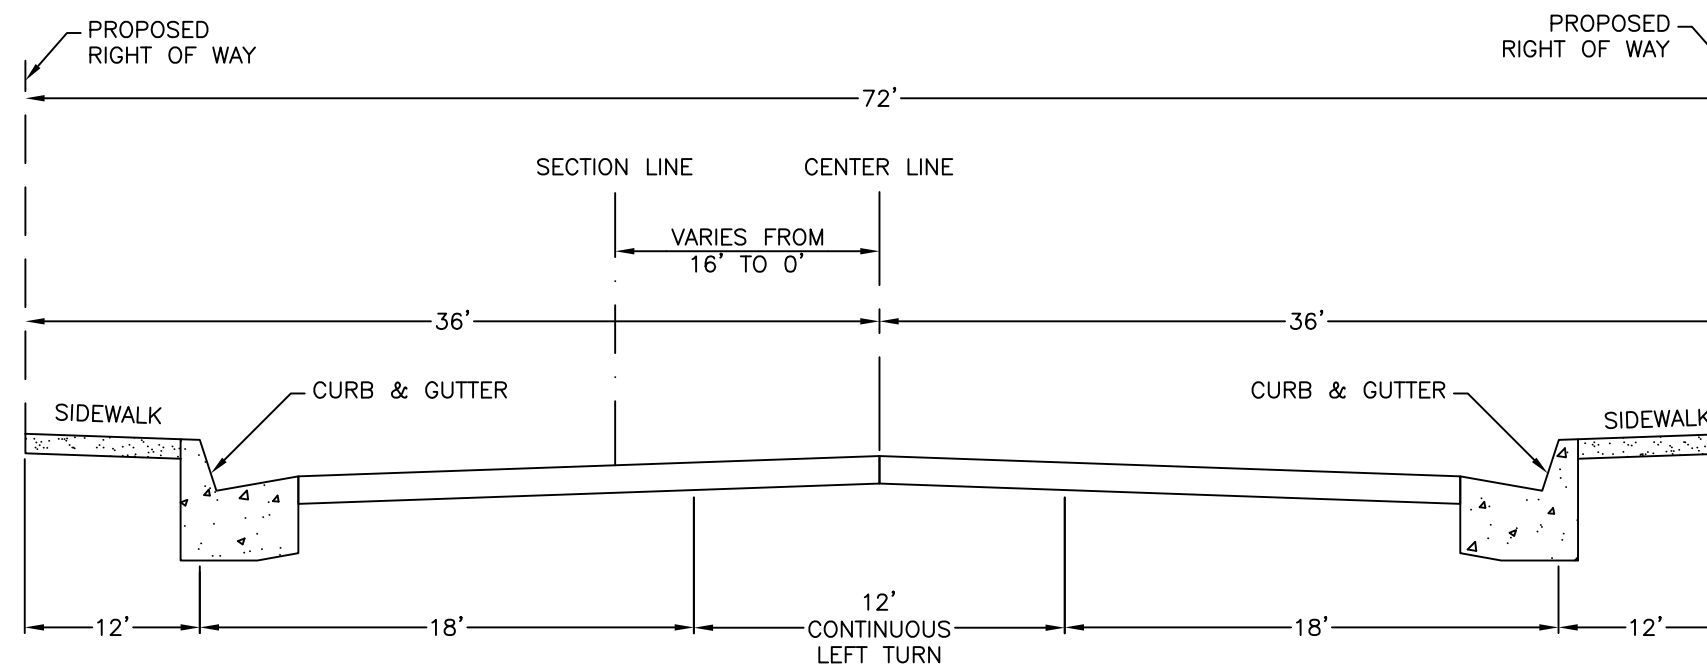 PROPOSED
RIGHT OF WAY
PROPOSED
RIGHT OF WAY
72'
SECTION LINE
CENTER LINE
VARIES FROM
16' TO 0'
36'
36'
CURB & GUTTER
CURB & GUTTER
SIDEWALK
SIDEWALK
12'
18'
12'
CONTINUOUS
LEFT TURN
18'
12'